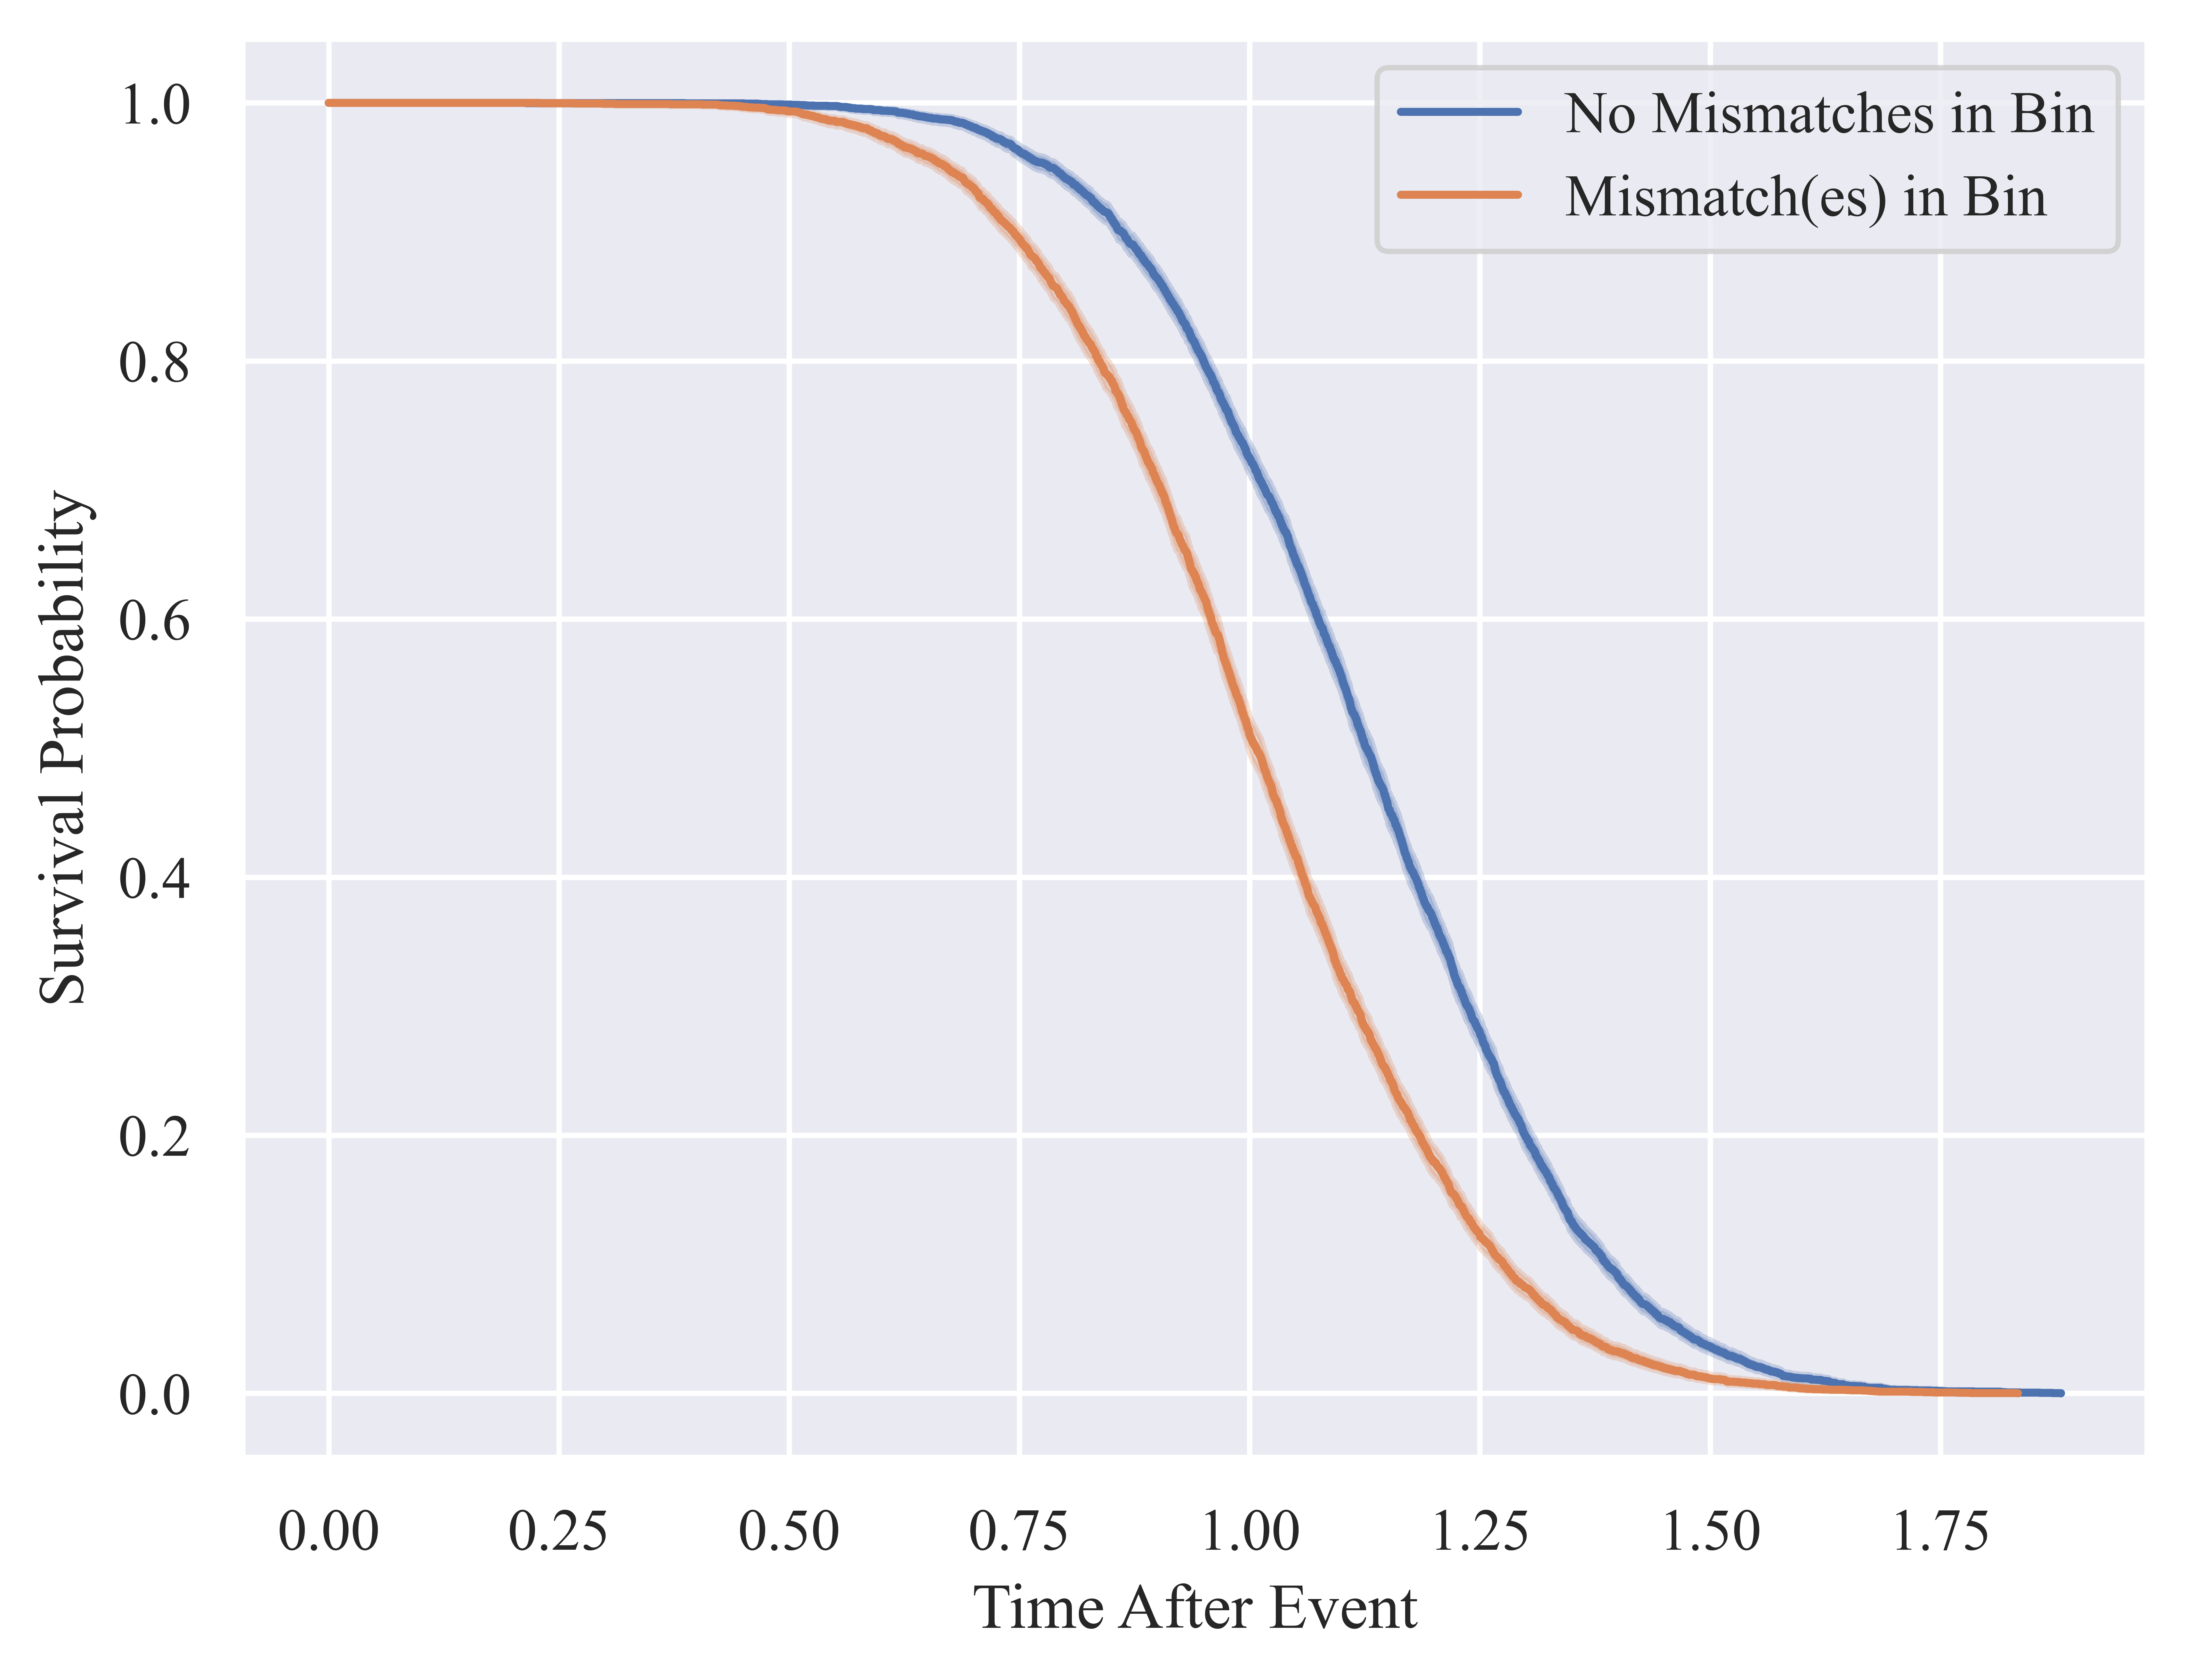 No Mismatches in Bin
Mismatch(es) in Bin
1.0
0.8
0.6
0.4
0.2
0.0
Survival Probability
0.00 0.25 0.50 0.75 1.00 1.25 1.50 1.75
Time After Event